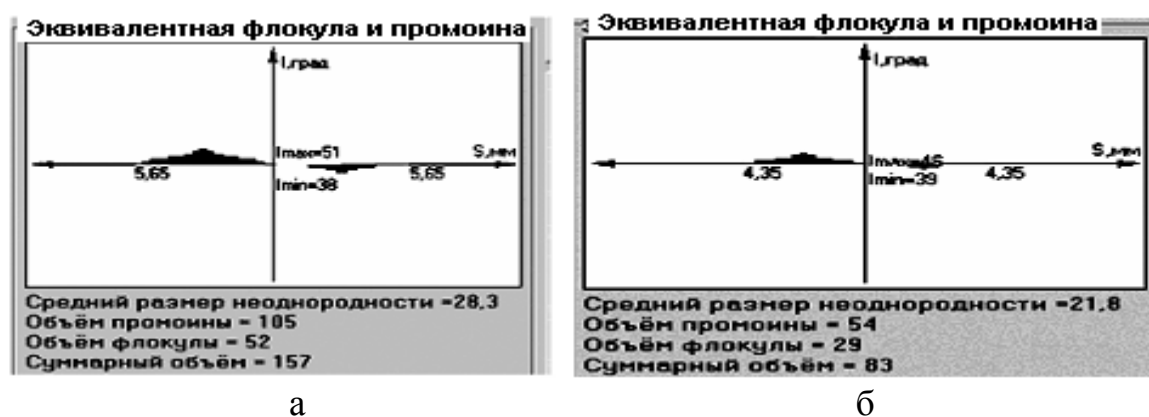 Эквивалентная флокула и промоина
I,град
Imax=51
S,мм
5,65
5,65
Imin=38
Средний размер неоднородности =28,3
Объём промоины = 105
Объём флокулы = 52
Суммарный объём = 157
а
Эквивалентная флокула и промоина
I,град
S,мм
4,35
Imin=39
4,35
Средний размер неоднородности =21,8
Объём промоины = 54
Объём флокулы = 29
Суммарный объём = 83
б